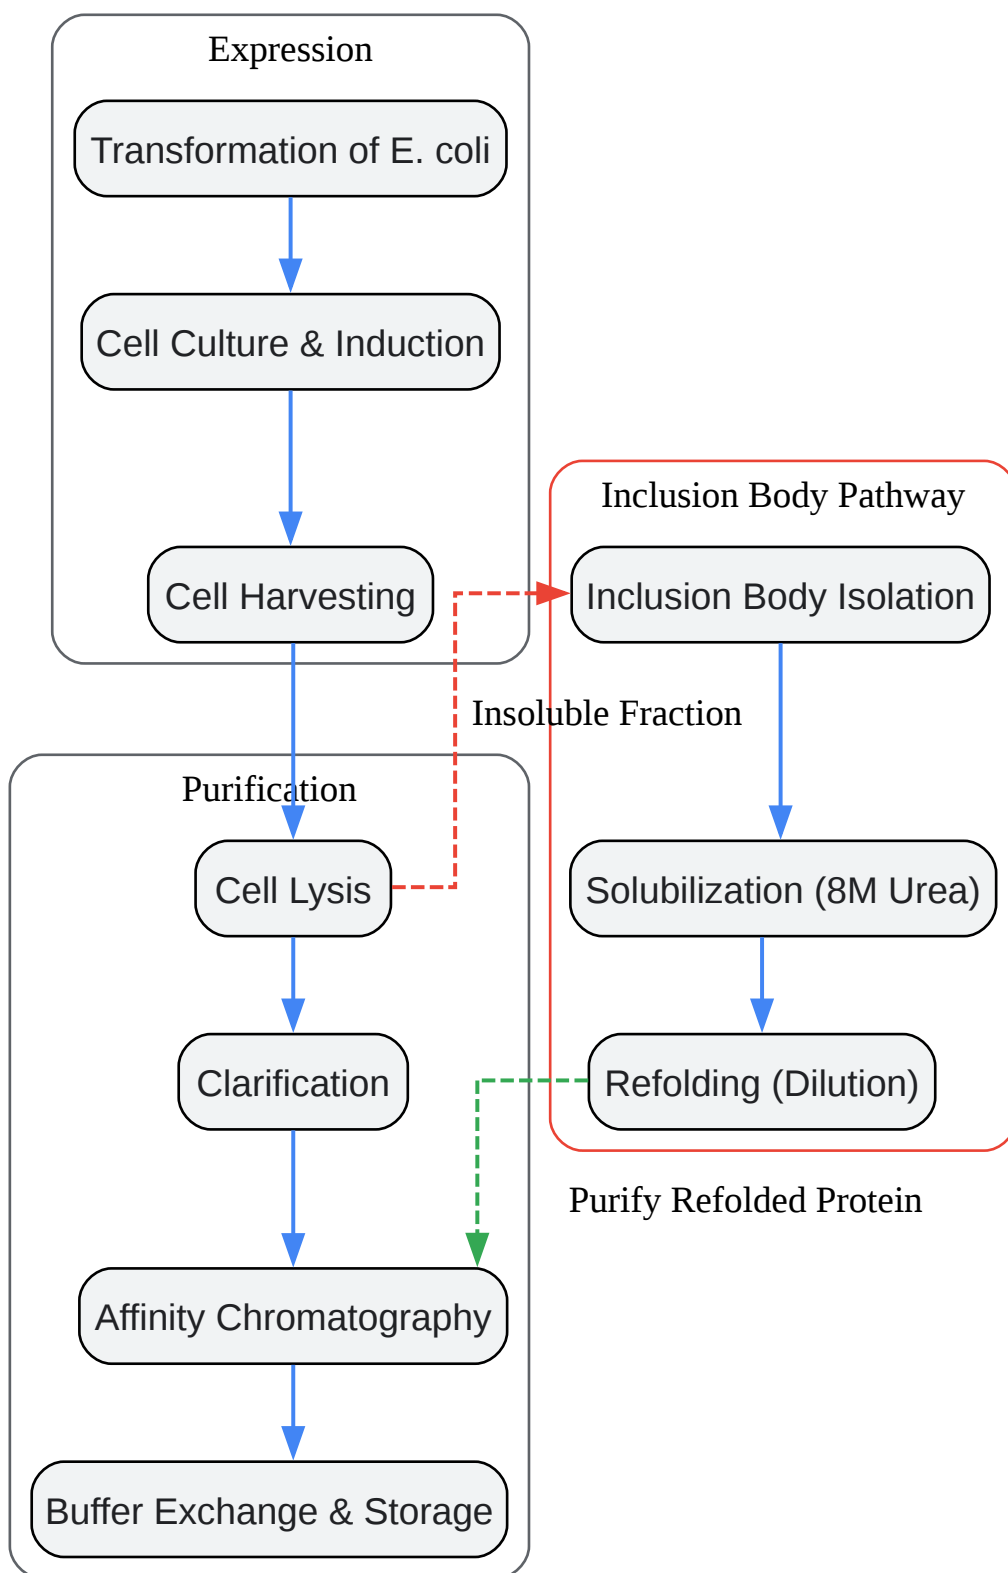 Expression
Transformation of E. coli
Cell Culture & Induction
Cell Harvesting
Inclusion Body Pathway
Inclusion Body Isolation
Insoluble Fraction
Purification
Cell Lysis
Solubilization (8M Urea)
Clarification
Refolding (Dilution)
Purify Refolded Protein
Affinity Chromatography
Buffer Exchange & Storage